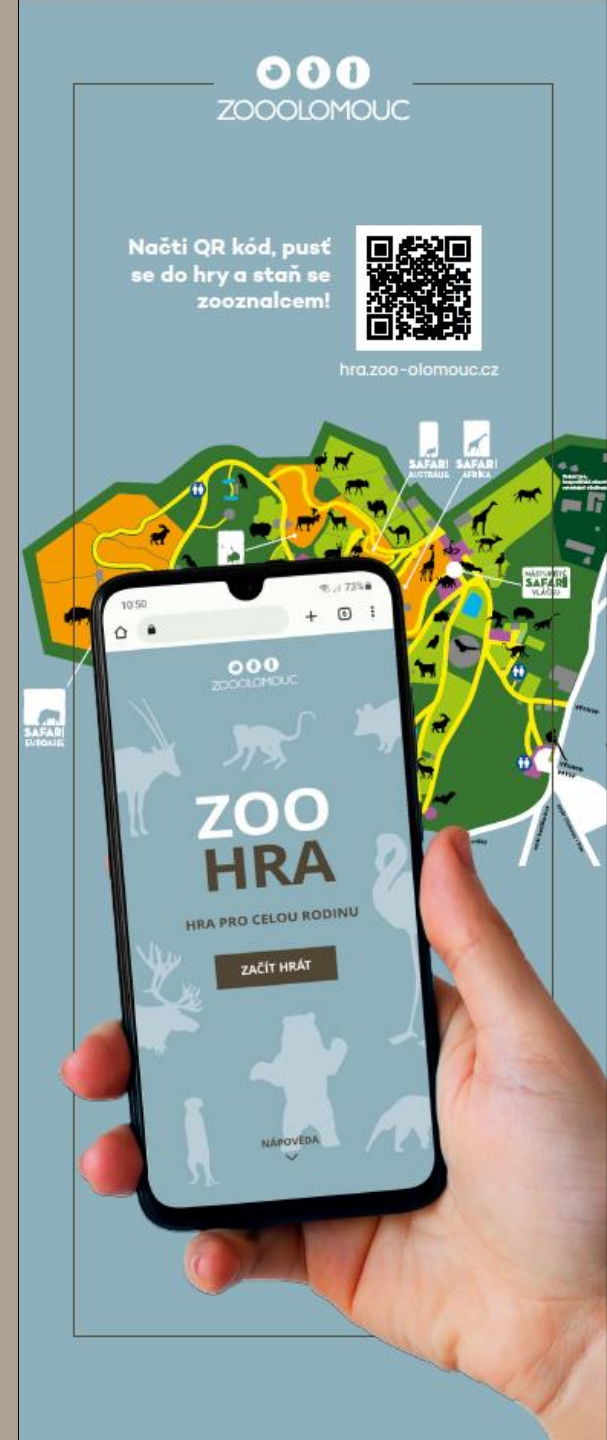 ZOOOLOMOUC
Načti QR kód, pusť
se do hry a staň se
zooznalcem!
hra.zoo-olomouc.cz
SAFARI
AUSTRÁLIE
SAFARI
AFRIKA
NÁSTUPIŠTĚ
SAFARI
VLÁČKU
SAFARI
EUROASIE
10:50
73%
6
ZOOOLOMOUC
ZOO
HRA
HRA PRO CELOU RODINU
ZAČÍT HRÁT
NÁPOVĚDA